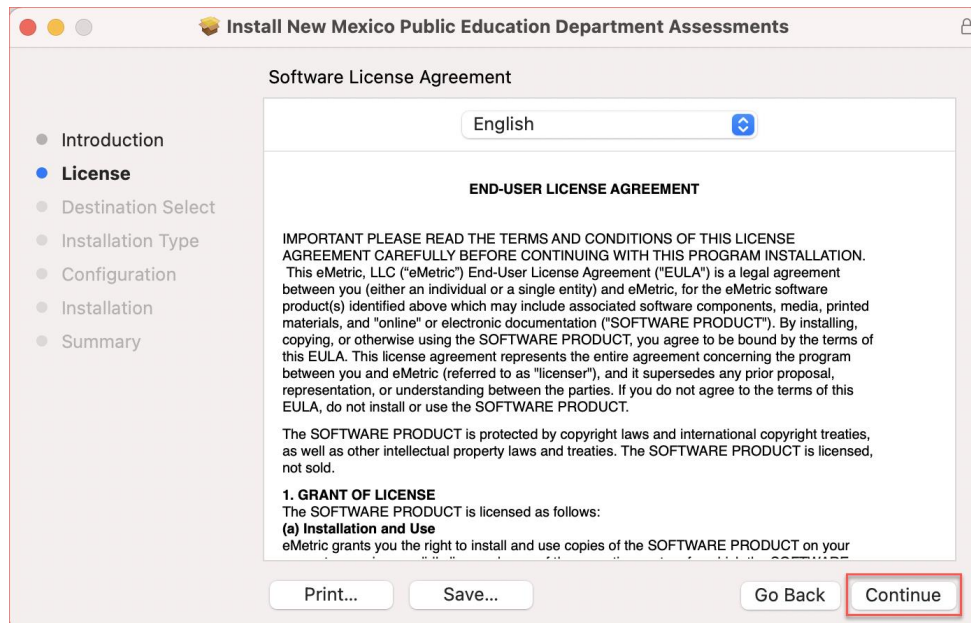 Install New Mexico Public Education Department Assessments
Software License Agreement
Introduction
License
Destination Select
Installation Type
Configuration
Installation
Summary
English
END-USER LICENSE AGREEMENT
IMPORTANT PLEASE READ THE TERMS AND CONDITIONS OF THIS LICENSE
AGREEMENT CAREFULLY BEFORE CONTINUING WITH THIS PROGRAM INSTALLATION.
This eMetric, LLC (“eMetric”) End-User License Agreement ("EULA") is a legal agreement
between you (either an individual or a single entity) and eMetric, for the eMetric software
product(s) identified above which may include associated software components, media, printed
materials, and "online" or electronic documentation ("SOFTWARE PRODUCT"). By installing,
copying, or otherwise using the SOFTWARE PRODUCT, you agree to be bound by the terms of
this EULA. This license agreement represents the entire agreement concerning the program
between you and eMetric (referred to as "licenser"), and it supersedes any prior proposal,
representation, or understanding between the parties. If you do not agree to the terms of this
EULA, do not install or use the SOFTWARE PRODUCT.
The SOFTWARE PRODUCT is protected by copyright laws and international copyright treaties,
as well as other intellectual property laws and treaties. The SOFTWARE PRODUCT is licensed,
not sold.
1. GRANT OF LICENSE
The SOFTWARE PRODUCT is licensed as follows:
(a) Installation and Use
eMetric grants you the right to install and use copies of the SOFTWARE PRODUCT on your
Print...
Save...
Go Back
Continue